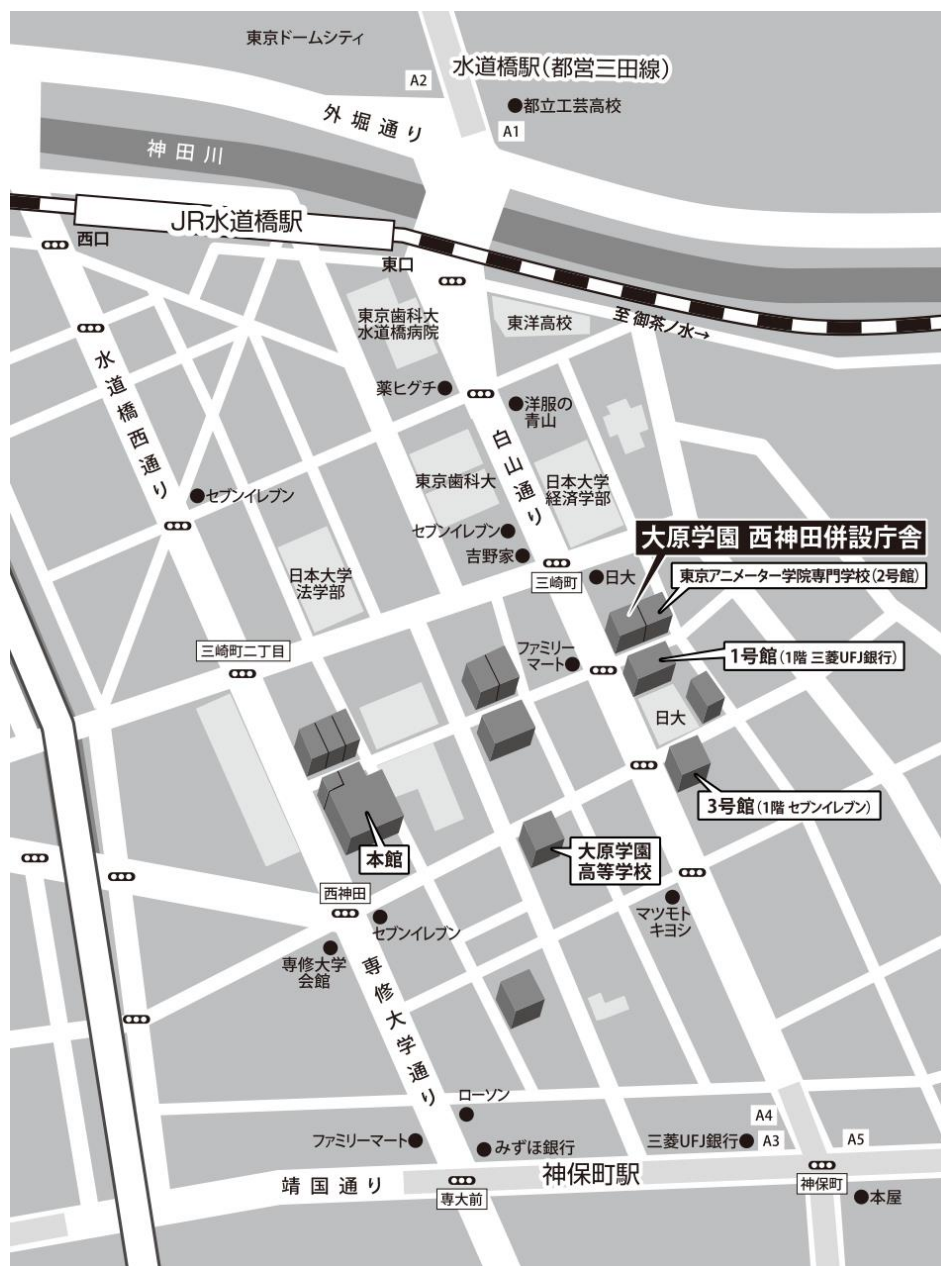 東京ドームシティ
水道橋駅(都営三田線)
A2
●都立工芸高校
A1
外堀通り
神田川
JR水道橋駅
西口
東口
東京歯科大
水道橋病院
東洋高校
至 御茶ノ水→
水道橋西通り
薬ヒグチ●
●洋服の
青山
白山通り
東京歯科大
日本大学
経済学部
●セブンイレブン
セブンイレブン●
吉野家●
大原学園 西神田併設庁舎
東京アニメーター学院専門学校(2号館)
三崎町
●日大
日本大学
法学部
三崎町二丁目
ファミリー
マート●
1号館(1階 三菱UFJ銀行)
日大
3号館(1階 セブンイレブン)
本館
大原学園
高等学校
西神田
●セブンイレブン
マツモト
キヨシ
専修大学
会館
専修大学通り
ローソン
ファミリーマート●
●みずほ銀行
三菱UFJ銀行●
A4
A3
A5
靖国通り
専大前
神保町駅
神保町
●本屋